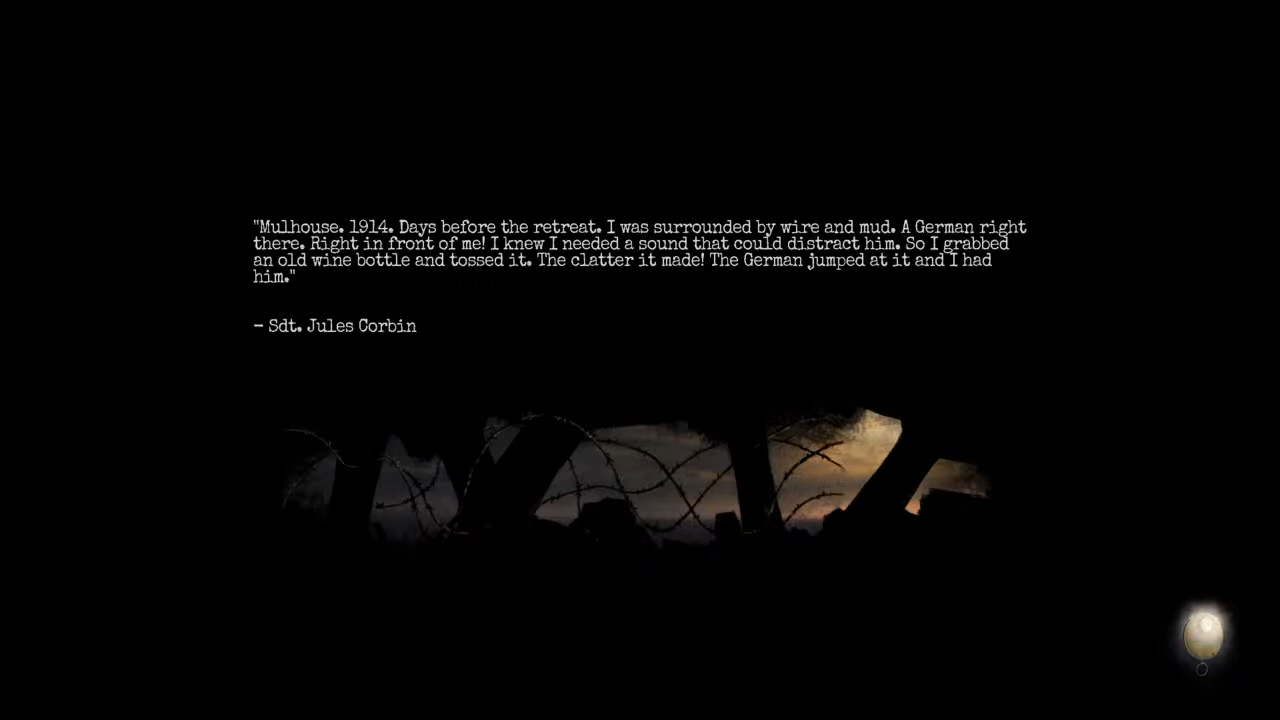 "Mulhouse. 1914. Days before the retreat. I was surrounded by wire and mud. A German right
there. Right in front of me! I knew I needed a sound that could distract him. So I grabbed
an old wine bottle and tossed it. The clatter it made! The German jumped at it and I had
him."
- Sdt. Jules Corbin